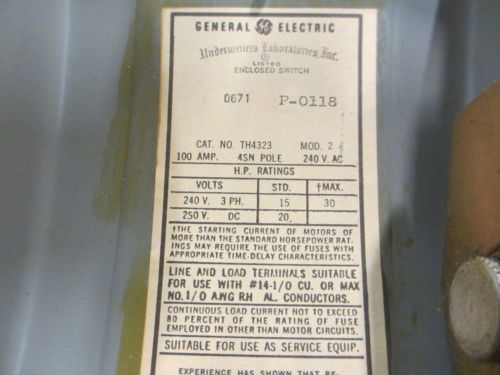 GENERAL GE ELECTRIC
Underwriters Laboratories, Inc.
LISTED
ENCLOSED SWITCH
0671 P-0118
CAT. NO. TH4323 MOD. 2
100 AMP. 4SN POLE 240 V. AC
H.P. RATINGS
VOLTS STD. †MAX.
240 V. 3 PH. 15 30
250 V. DC 20
†THE STARTING CURRENT OF MOTORS OF
MORE THAN THE STANDARD HORSEPOWER RAT-
INGS MAY REQUIRE THE USE OF FUSES WITH
APPROPRIATE TIME-DELAY CHARACTERISTICS.
LINE AND LOAD TERMINALS SUITABLE
FOR USE WITH #14-1/0 CU. OR MAX
NO. 1/0 AWG RH AL. CONDUCTORS.
CONTINUOUS LOAD CURRENT NOT TO EXCEED
80 PERCENT OF THE RATING OF FUSE
EMPLOYED IN OTHER THAN MOTOR CIRCUITS.
SUITABLE FOR USE AS SERVICE EQUIP.
EXPERIENCE HAS SHOWN THAT RE-